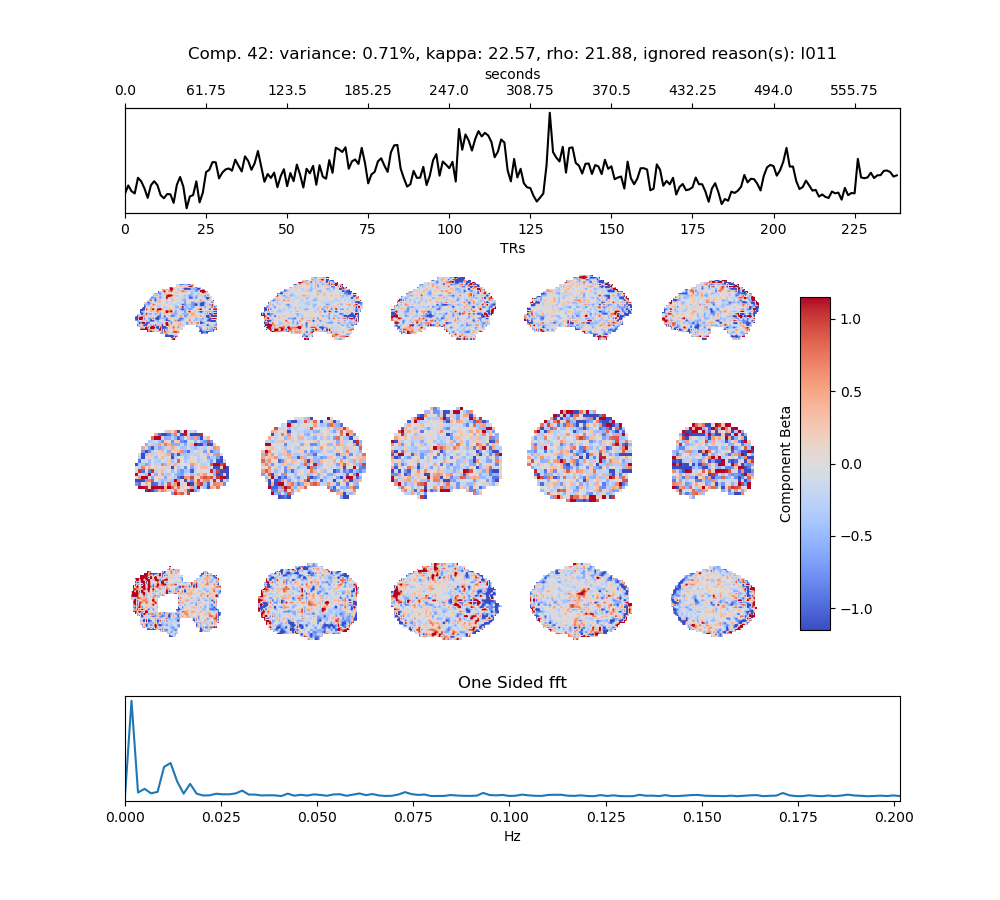 Comp. 42: variance: 0.71%, kappa: 22.57, rho: 21.88, ignored reason(s): I011
seconds
0.0 61.75 123.5 185.25 247.0 308.75 370.5 432.25 494.0 555.75
0 25 50 75 100 125 150 175 200 225
TRs
1.0
0.5
0.0
−0.5
−1.0
Component Beta
One Sided fft
0.000 0.025 0.050 0.075 0.100 0.125 0.150 0.175 0.200
Hz